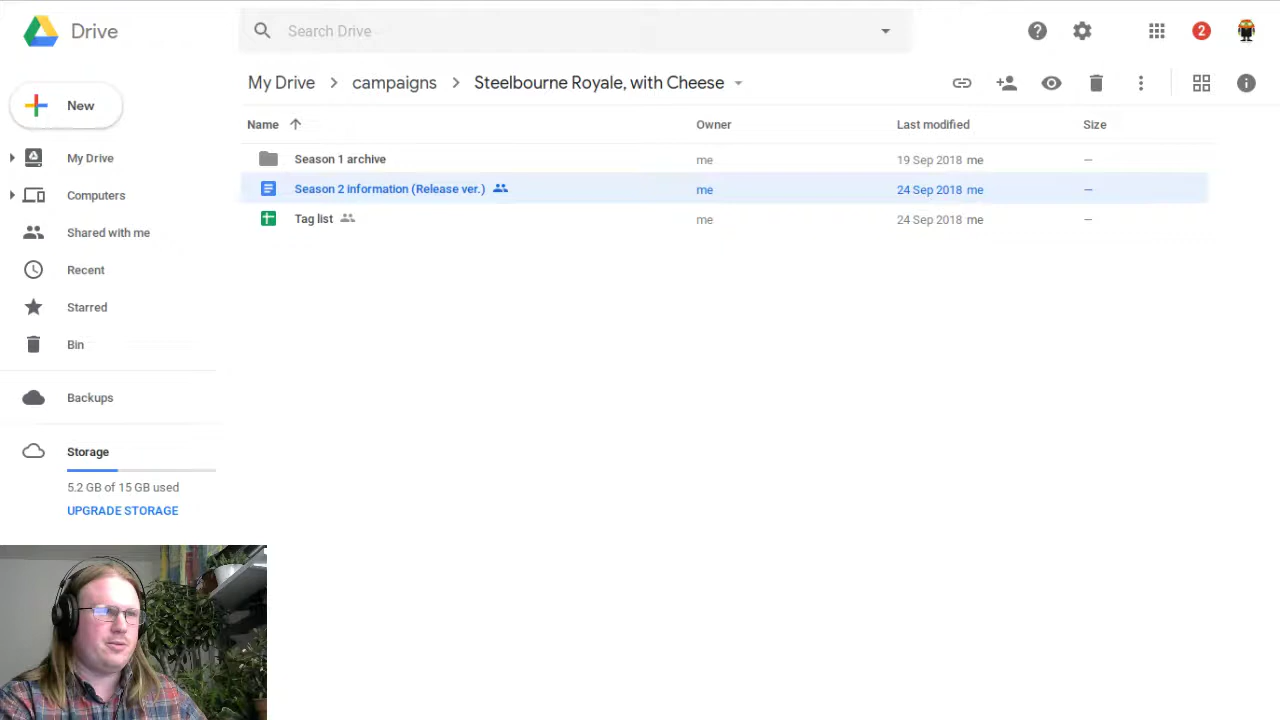 Drive
Search Drive
2
New
My Drive
campaigns
Steelbourne Royale, with Cheese
Name
Owner
Last modified
Size
Season 1 archive
me
19 Sep 2018 me
—
Season 2 information (Release ver.)
me
24 Sep 2018 me
—
Tag list
me
24 Sep 2018 me
—
My Drive
Computers
Shared with me
Recent
Starred
Bin
Backups
Storage
5.2 GB of 15 GB used
UPGRADE STORAGE